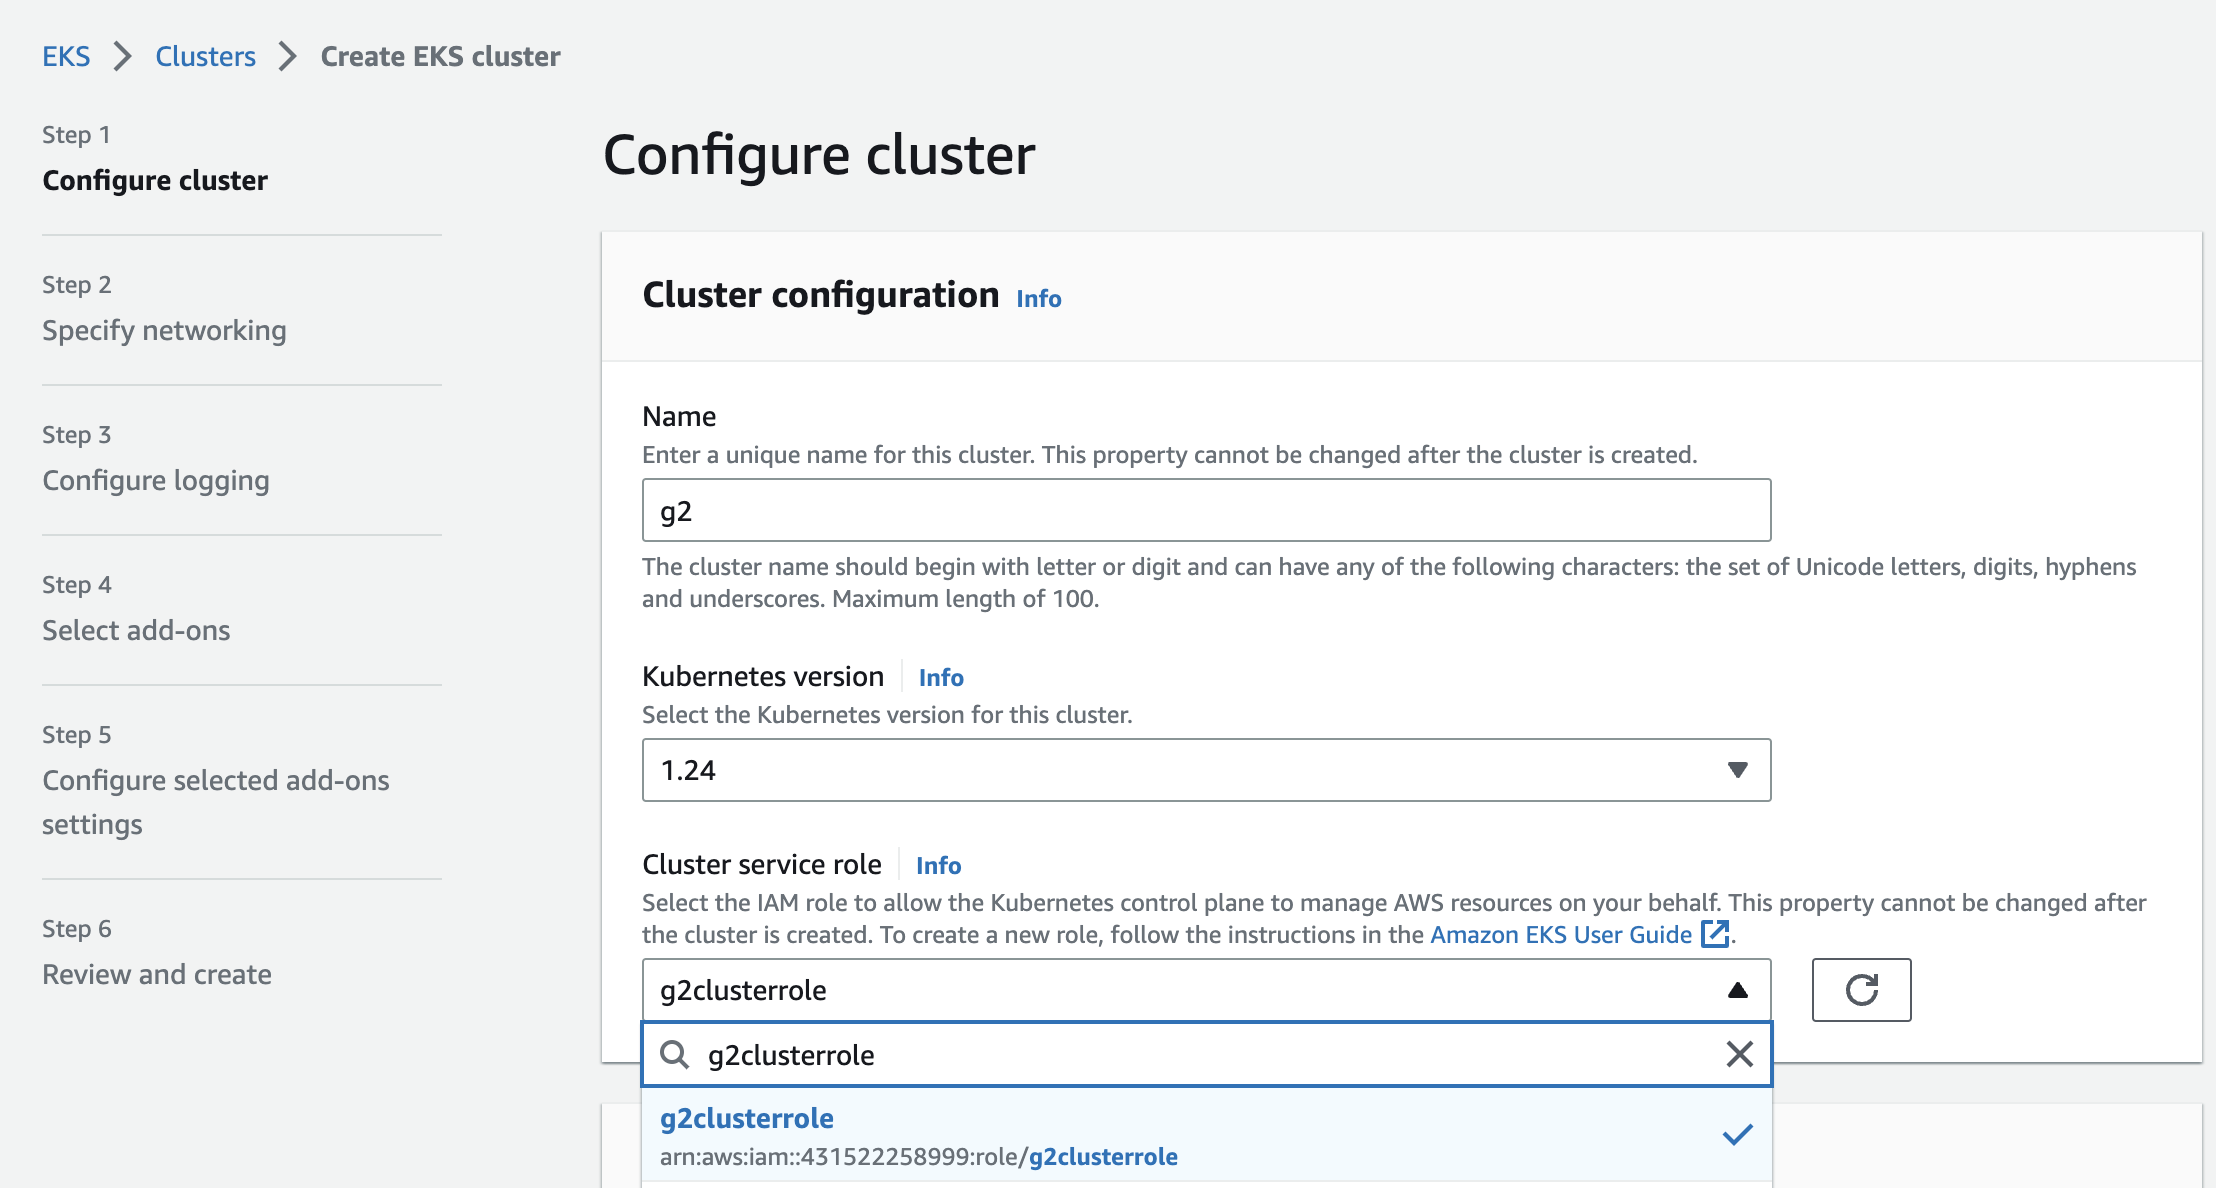 EKS > Clusters > Create EKS cluster
Step 1
Configure cluster
Step 2
Specify networking
Step 3
Configure logging
Step 4
Select add-ons
Step 5
Configure selected add-ons
settings
Step 6
Review and create
Configure cluster
Cluster configuration Info
Name
Enter a unique name for this cluster. This property cannot be changed after the cluster is created.
g2
The cluster name should begin with letter or digit and can have any of the following characters: the set of Unicode letters, digits, hyphens
and underscores. Maximum length of 100.
Kubernetes version Info
Select the Kubernetes version for this cluster.
1.24
Cluster service role Info
Select the IAM role to allow the Kubernetes control plane to manage AWS resources on your behalf. This property cannot be changed after
the cluster is created. To create a new role, follow the instructions in the Amazon EKS User Guide.
g2clusterrole
g2clusterrole
g2clusterrole
arn:aws:iam::431522258999:role/g2clusterrole